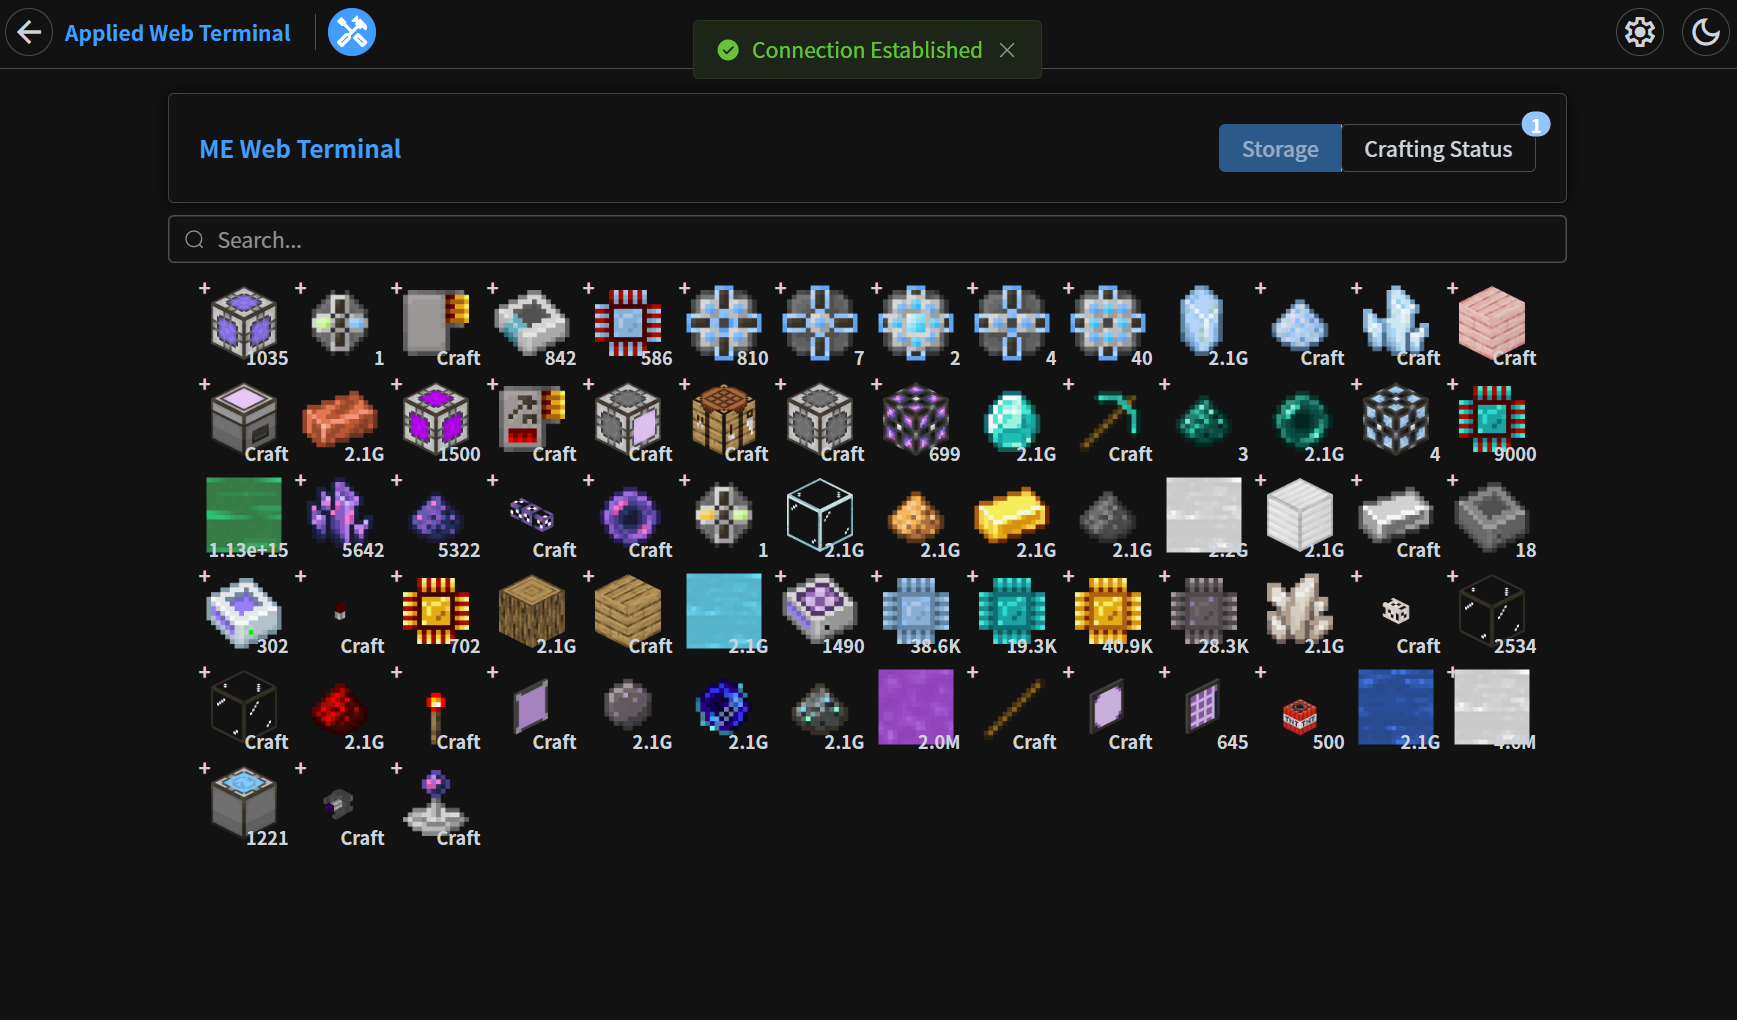 Applied Web Terminal
Connection Established
ME Web Terminal
Storage
Crafting Status
1
Search...
1035 1 Craft 842 586 810 7 2 4 40 2.1G Craft Craft Craft
Craft 2.1G 1500 Craft Craft Craft Craft 699 2.1G Craft 3 2.1G 4 9000
1.13e+15 5642 5322 Craft Craft 1 2.1G 2.1G 2.1G 2.1G 2.2G 2.1G Craft 18
302 Craft 702 2.1G Craft 2.1G 1490 38.6K 19.3K 40.9K 28.3K 2.1G Craft 2534
Craft 2.1G Craft Craft 2.1G 2.1G 2.1G 2.0M Craft Craft 645 500 2.1G
1221 Craft Craft